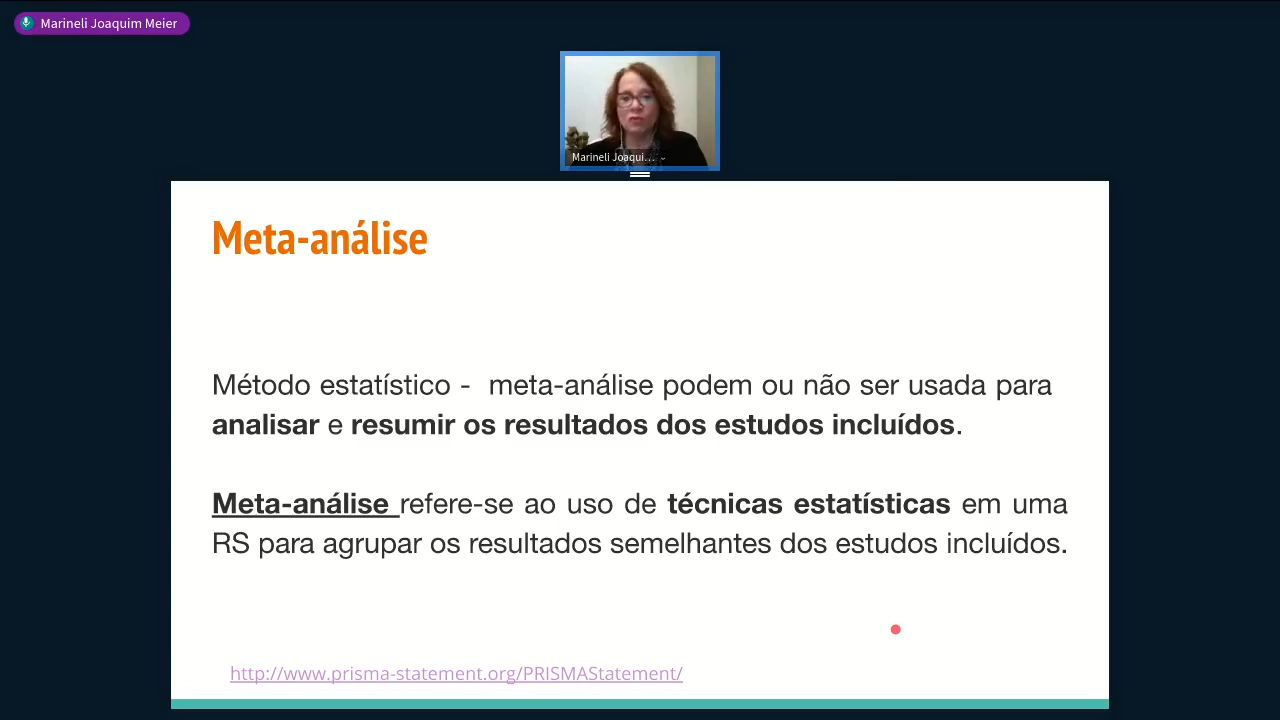 Marineli Joaquim Meier
Marineli Joaqui...
Meta-análise
Método estatístico - meta-análise podem ou não ser usada para
analisar e resumir os resultados dos estudos incluídos.
Meta-análise refere-se ao uso de técnicas estatísticas em uma
RS para agrupar os resultados semelhantes dos estudos incluídos.
http://www.prisma-statement.org/PRISMAStatement/